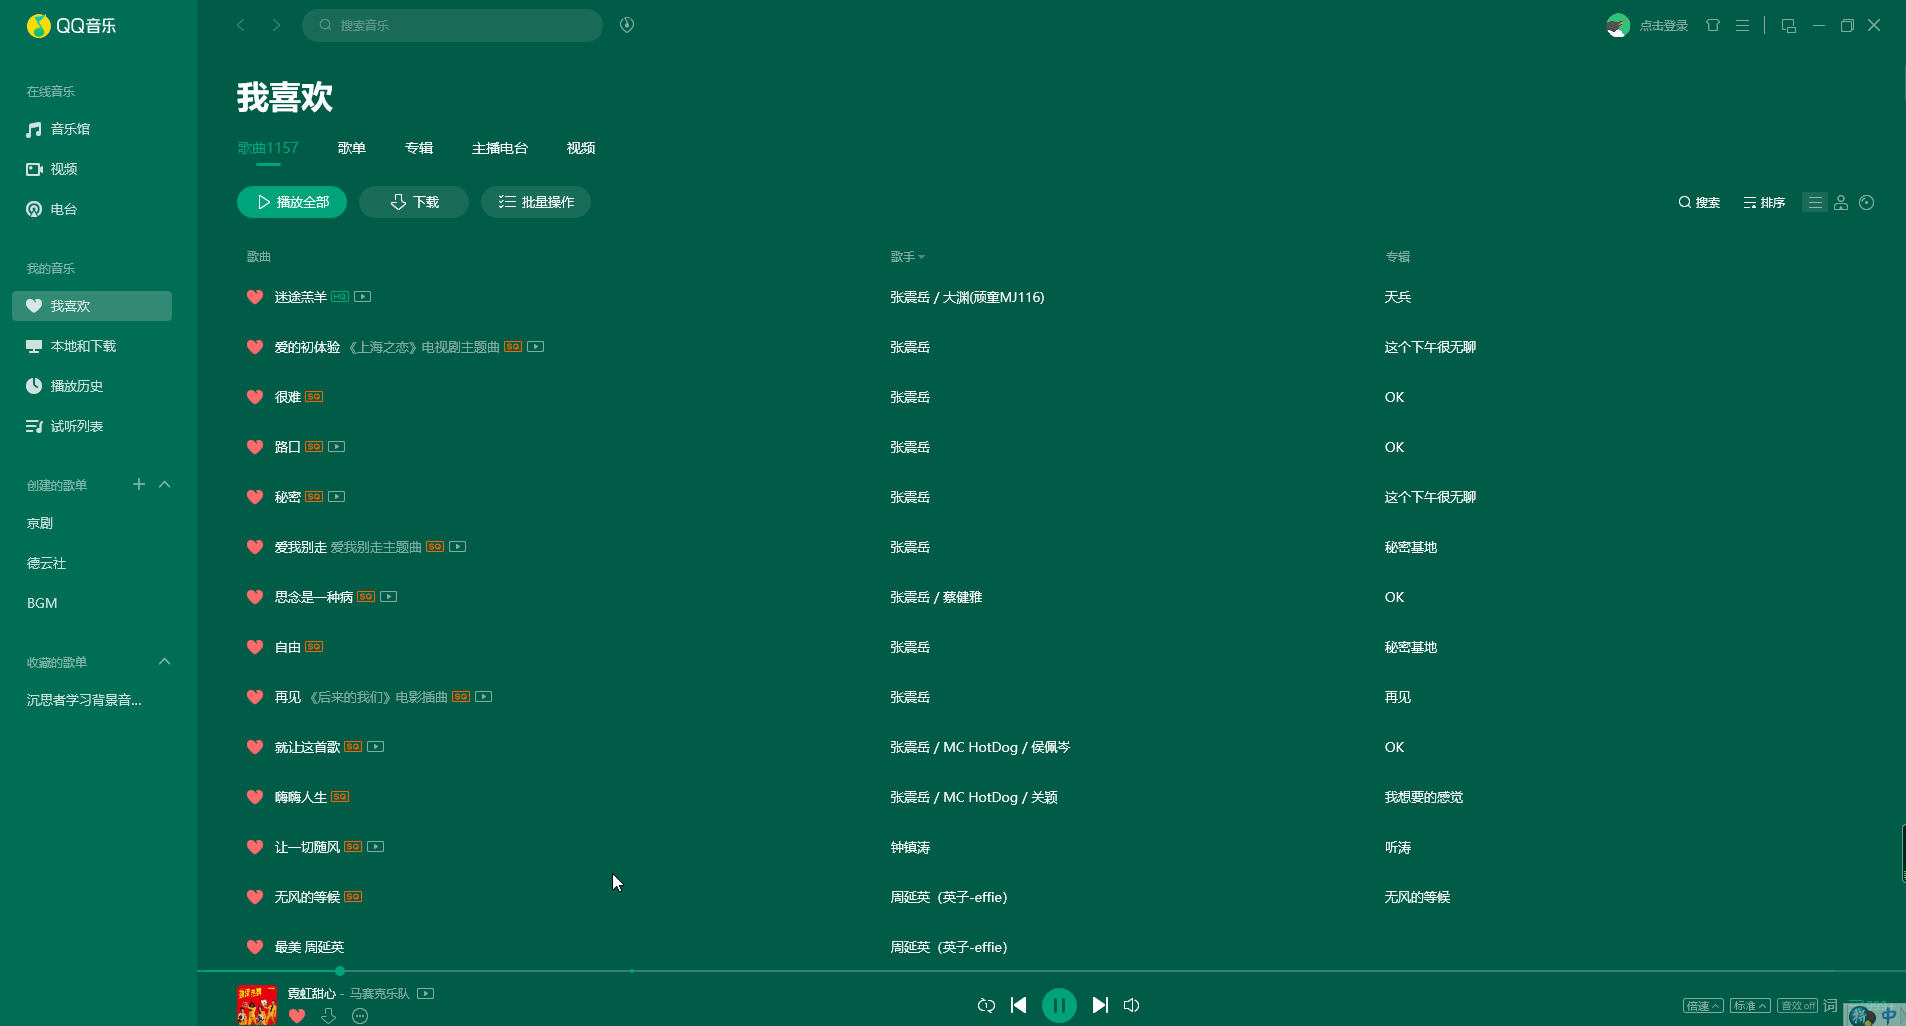 QQ音乐
搜索音乐
点击登录
在线音乐
音乐馆
视频
电台
我的音乐
我喜欢
本地和下载
播放历史
试听列表
创建的歌单
京剧
德云社
BGM
收藏的歌单
沉思者学习背景音...
我喜欢
歌曲1157 歌单 专辑 主播电台 视频
播放全部 下载 批量操作 搜索 排序
歌曲 歌手 专辑
迷途羔羊 HQ 张震岳 / 大渊(顽童MJ116) 天兵
爱的初体验 《上海之恋》电视剧主题曲 SQ 张震岳 这个下午很无聊
很难 SQ 张震岳 OK
路口 SQ 张震岳 OK
秘密 SQ 张震岳 这个下午很无聊
爱我别走 爱我别走主题曲 SQ 张震岳 秘密基地
思念是一种病 SQ 张震岳 / 蔡健雅 OK
自由 SQ 张震岳 秘密基地
再见 《后来的我们》电影插曲 SQ 张震岳 再见
就让这首歌 SQ 张震岳 / MC HotDog / 侯佩岑 OK
嗨嗨人生 SQ 张震岳 / MC HotDog / 关颖 我想要的感觉
让一切随风 SQ 钟镇涛 听涛
无风的等候 SQ 周延英（英子-effie） 无风的等候
最美 周延英 周延英（英子-effie）
霓虹甜心 - 马赛克乐队
倍速 标准 音效 off 词
中